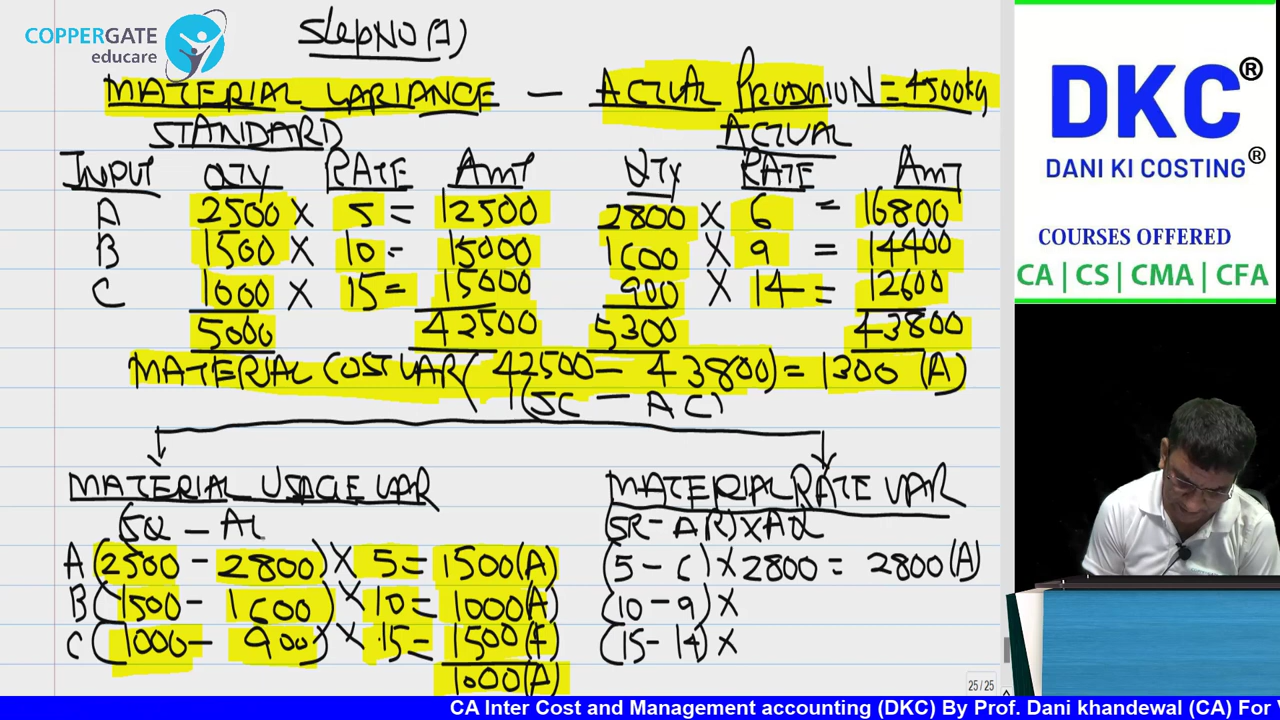 COPPERGATE
educare
Step NO (1)
MATERIAL VARIANCE — ACTUAL PRODNION = 4500kg
STANDARD ACTUAL
INPUT QTY RATE Amt QTY RATE Amt
A 2500 X 5 = 12500 2800 X 6 = 16800
B 1500 X 10 = 15000 1600 X 9 = 14400
C 1000 X 15 = 15000 900 X 14 = 12600
5000 42500 5300 43800
MATERIAL COST VAR ( 42500 - 43800) = 1300 (A)
(SC - AC)
MATERIAL USAGE VAR
(SQ - AQ
A (2500 - 2800) X 5 = 1500(A)
B (1500 - 1600) X 10 = 1000(A)
C (1000 - 900) X 15 = 1500(F)
1000(A)
MATERIAL RATE VAR
(SR - AR) X AQ
(5 - 6) X 2800 = 2800(A)
(10 - 9) X
(15 - 14) X
25 / 25
DKC®
DANI KI COSTING®
COURSES OFFERED
CA | CS | CMA | CFA
CA Inter Cost and Management accounting (DKC) By Prof. Dani khandewal (CA) For